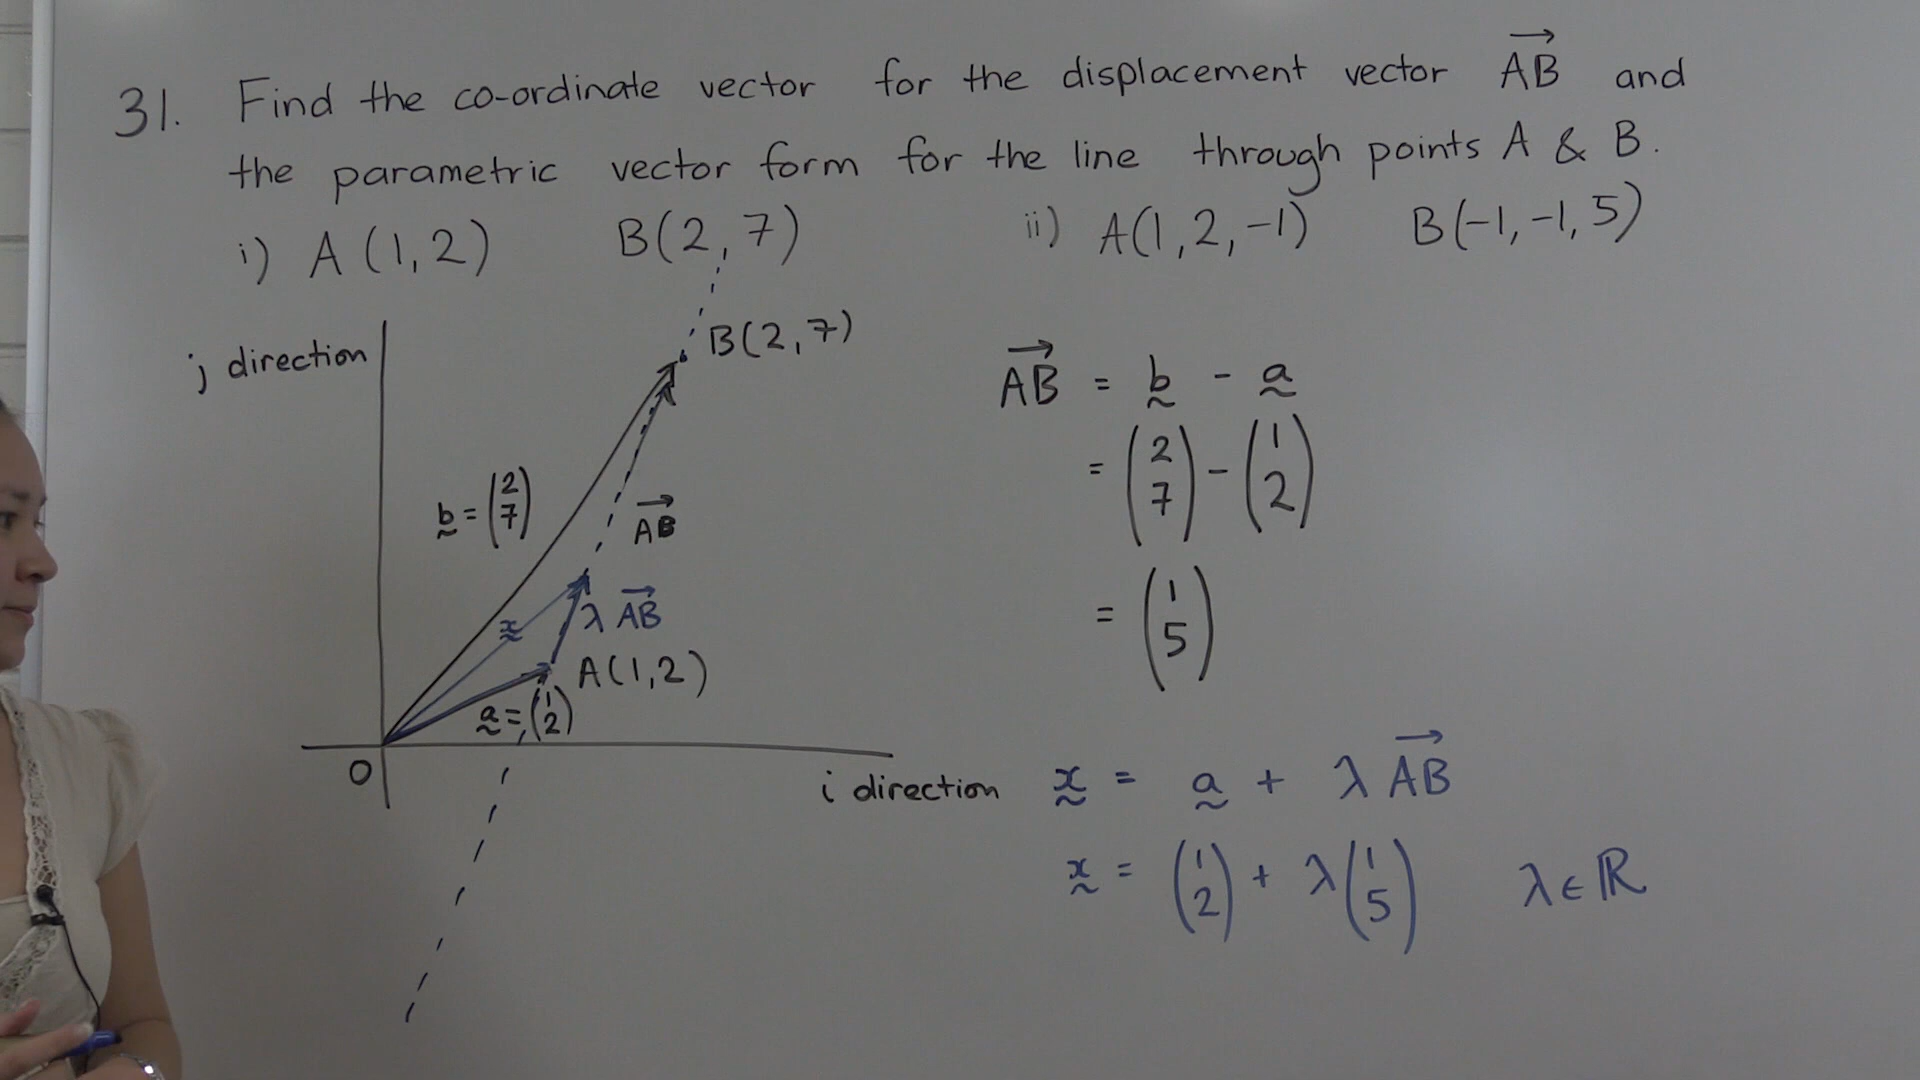 31. Find the co-ordinate vector for the displacement vector →AB and
the parametric vector form for the line through points A & B.
i) A(1,2) B(2,7) ii) A(1,2,-1) B(-1,-1,5)
j direction
B(2,7)
b̰ = (2 7)
→AB
x̰
λ →AB
A(1,2)
a̰ = (1 2)
O
i direction
→AB = b̰ - a̰
= (2 7) - (1 2)
= (1 5)
x̰ = a̰ + λ →AB
x̰ = (1 2) + λ(1 5) λ∈ℝ